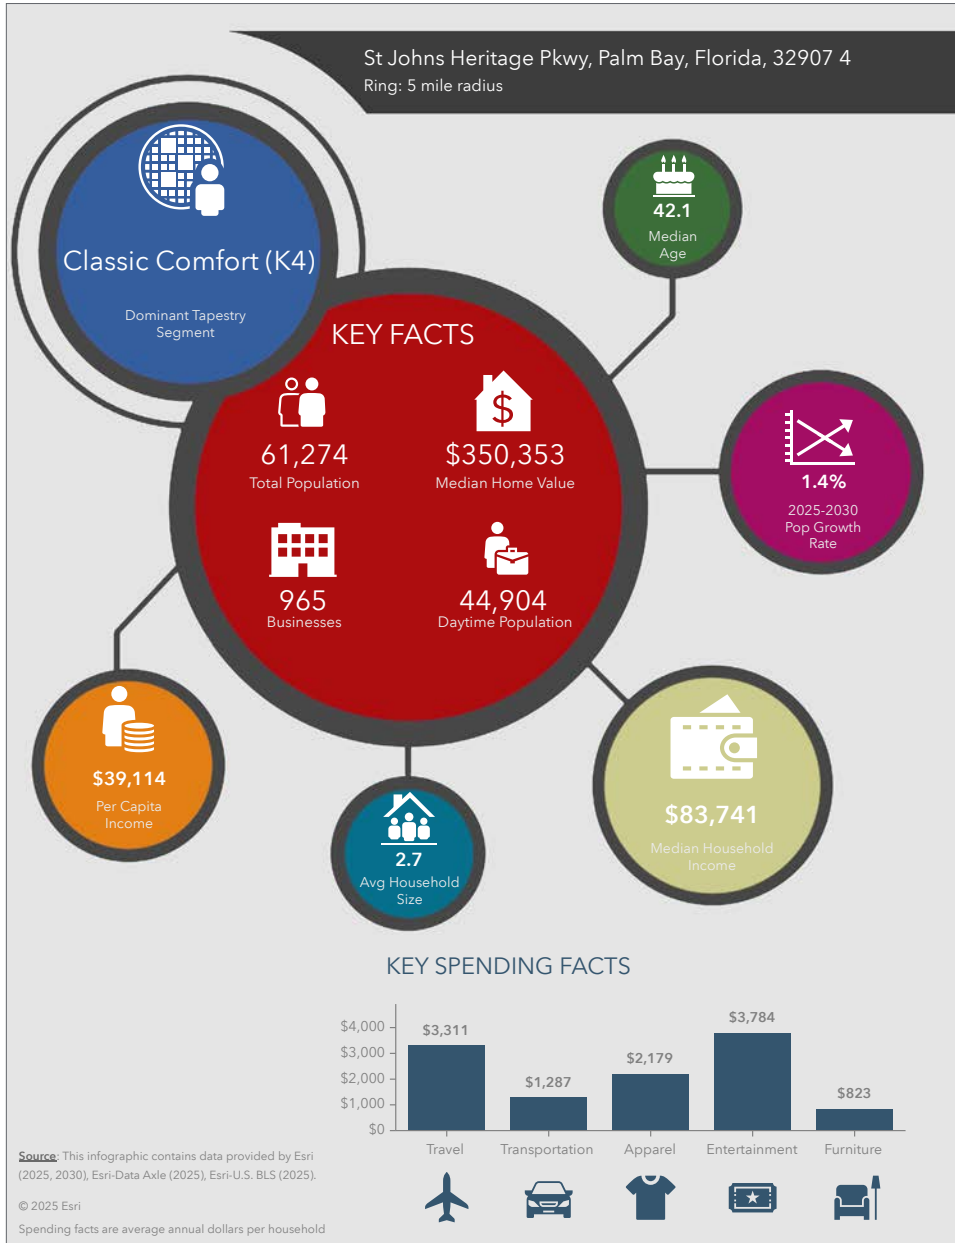 St Johns Heritage Pkwy, Palm Bay, Florida, 32907 4
Ring: 5 mile radius
Classic Comfort (K4)
Dominant Tapestry
Segment
42.1
Median
Age
KEY FACTS
$
61,274
Total Population
$350,353
Median Home Value
965
Businesses
44,904
Daytime Population
1.4%
2025-2030
Pop Growth
Rate
$39,114
Per Capita
Income
2.7
Avg Household
Size
$83,741
Median Household
Income
KEY SPENDING FACTS
$4,000
$3,000
$2,000
$1,000
$0
$3,311
$1,287
$2,179
$3,784
$823
Travel
Transportation
Apparel
Entertainment
Furniture
Source: This infographic contains data provided by Esri
(2025, 2030), Esri-Data Axle (2025), Esri-U.S. BLS (2025).
© 2025 Esri
Spending facts are average annual dollars per household